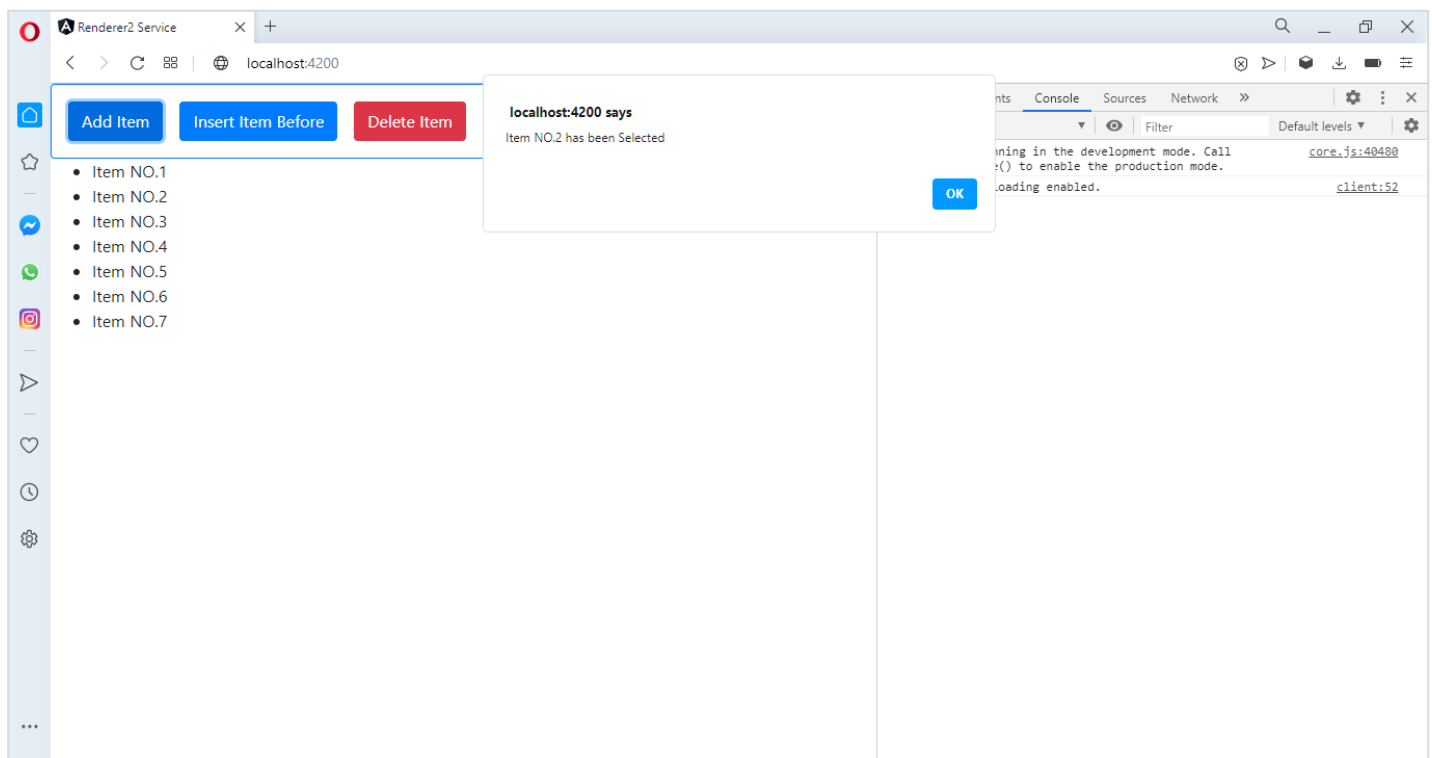 Renderer2 Service
localhost:4200
Add Item
Insert Item Before
Delete Item
Item NO.1
Item NO.2
Item NO.3
Item NO.4
Item NO.5
Item NO.6
Item NO.7
localhost:4200 says
Item NO.2 has been Selected
OK
Console Sources Network
Filter Default levels
in the development mode. Call core.js:40480
() to enable the production mode.
enabled. client:52